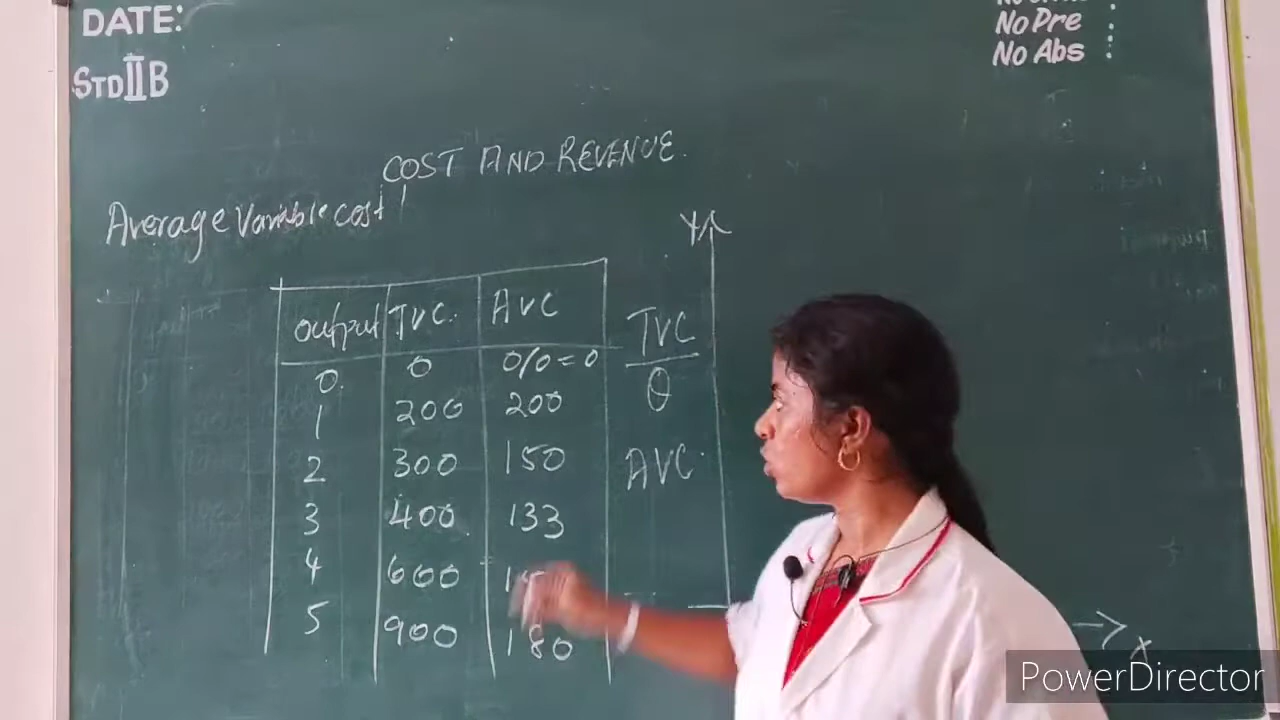 DATE:
STD II B
No Pre :
No Abs :
COST AND REVENUE.
Average Variable cost
Y
output TVC. AVC
0. 0 0/0=0
1 200 200
2 300 150
3 400 133
4 600
5 900 180
TVC
Q
AVC.
X
PowerDirector